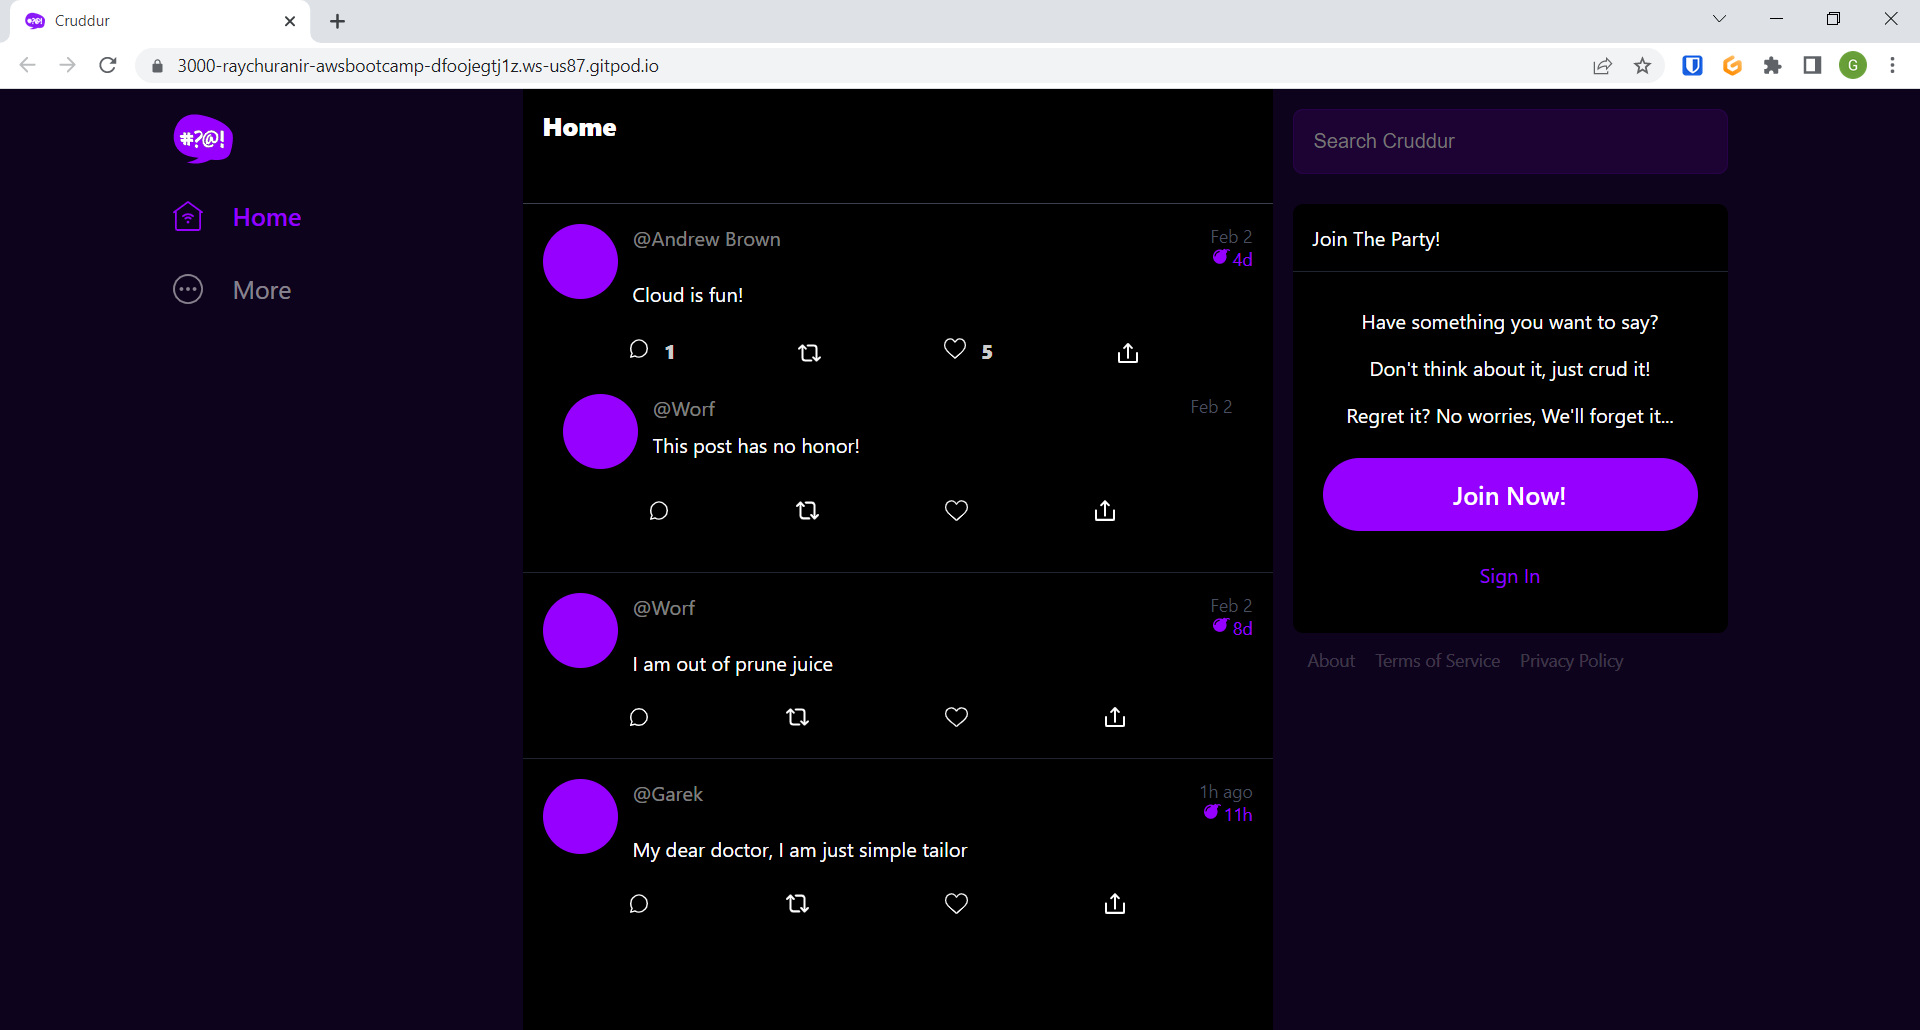 Cruddur
3000-raychuranir-awsbootcamp-dfoojegtj1z.ws-us87.gitpod.io
G
#?@!
Home
More
Home
@Andrew Brown
Feb 2
4d
Cloud is fun!
1
5
@Worf
Feb 2
This post has no honor!
@Worf
Feb 2
8d
I am out of prune juice
@Garek
1h ago
11h
My dear doctor, I am just simple tailor
Search Cruddur
Join The Party!
Have something you want to say?
Don't think about it, just crud it!
Regret it? No worries, We'll forget it...
Join Now!
Sign In
About Terms of Service Privacy Policy